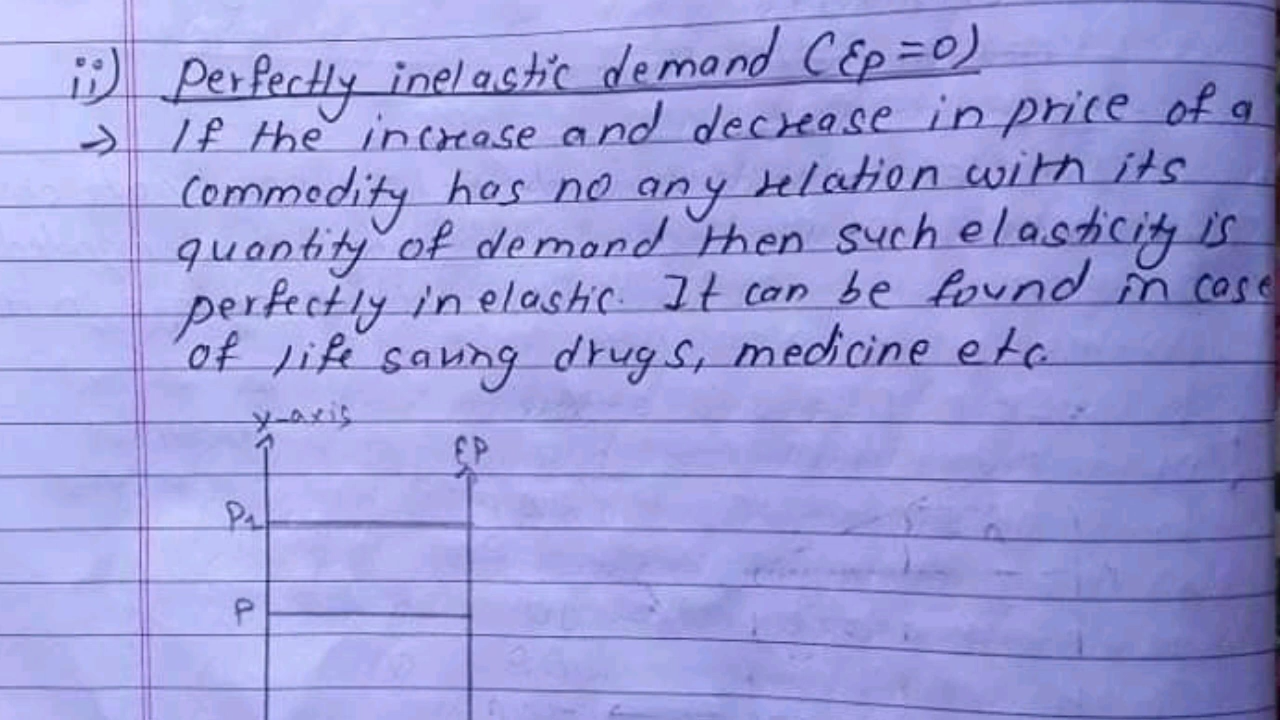 ii) Perfectly inelastic demand (Ep=0)
→ If the increase and decrease in price of a
commodity has no any relation with its
quantity of demand then such elasticity is
perfectly inelastic. It can be found in case
of life saving drugs, medicine etc.
y-axis
EP
P1
P